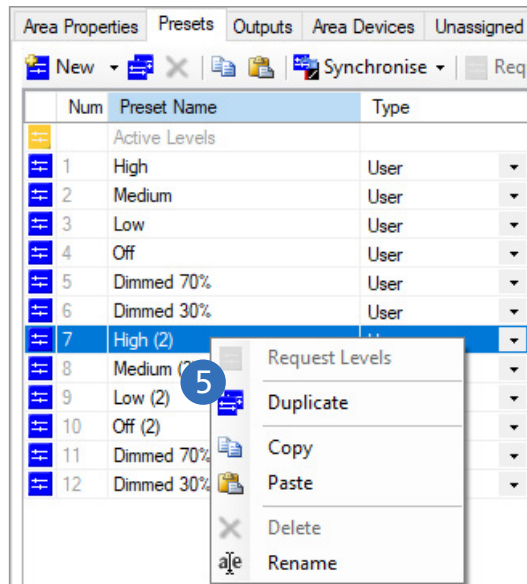 Area Properties Presets Outputs Area Devices Unassigned
New Synchronise Req
Num Preset Name Type
Active Levels
1 High User
2 Medium User
3 Low User
4 Off User
5 Dimmed 70% User
6 Dimmed 30% User
7 High (2)
Request Levels
8 Medium
5
Duplicate
9 Low (2)
10 Off (2)
Copy
11 Dimmed 70%
Paste
12 Dimmed 30%
Delete
Rename